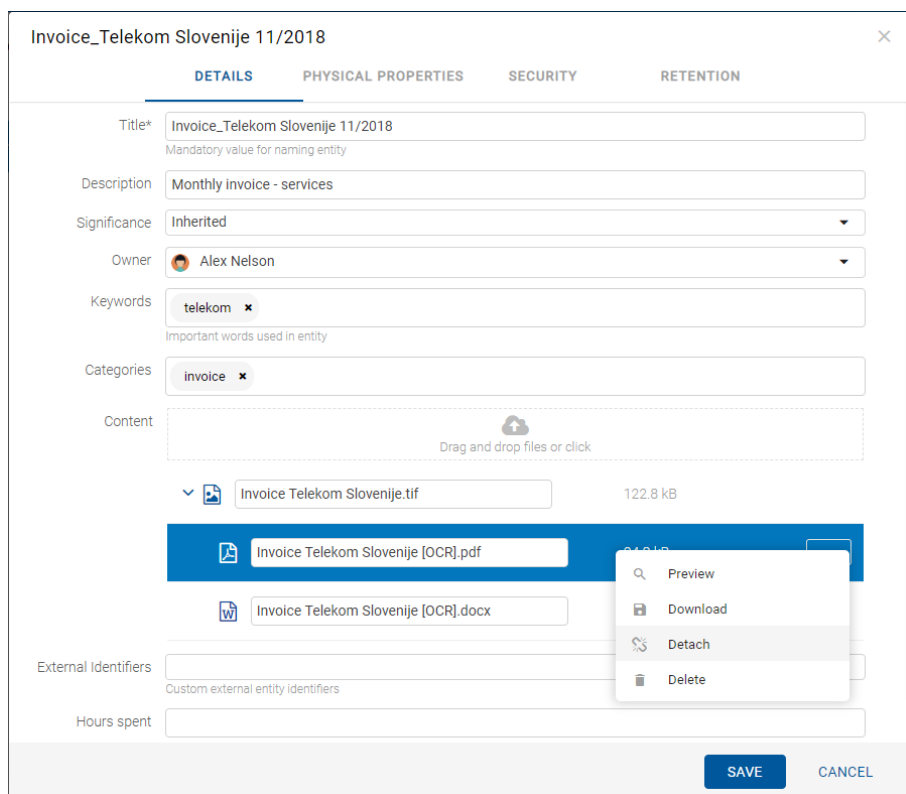 Invoice_Telekom Slovenije 11/2018
DETAILS PHYSICAL PROPERTIES SECURITY RETENTION
Title* Invoice_Telekom Slovenije 11/2018
Mandatory value for naming entity
Description Monthly invoice - services
Significance Inherited
Owner Alex Nelson
Keywords telekom
Important words used in entity
Categories invoice
Content
Drag and drop files or click
Invoice Telekom Slovenije.tif 122.8 kB
Invoice Telekom Slovenije [OCR].pdf
Preview
Invoice Telekom Slovenije [OCR].docx
Download
Detach
Delete
External Identifiers
Custom external entity identifiers
Hours spent
SAVE CANCEL